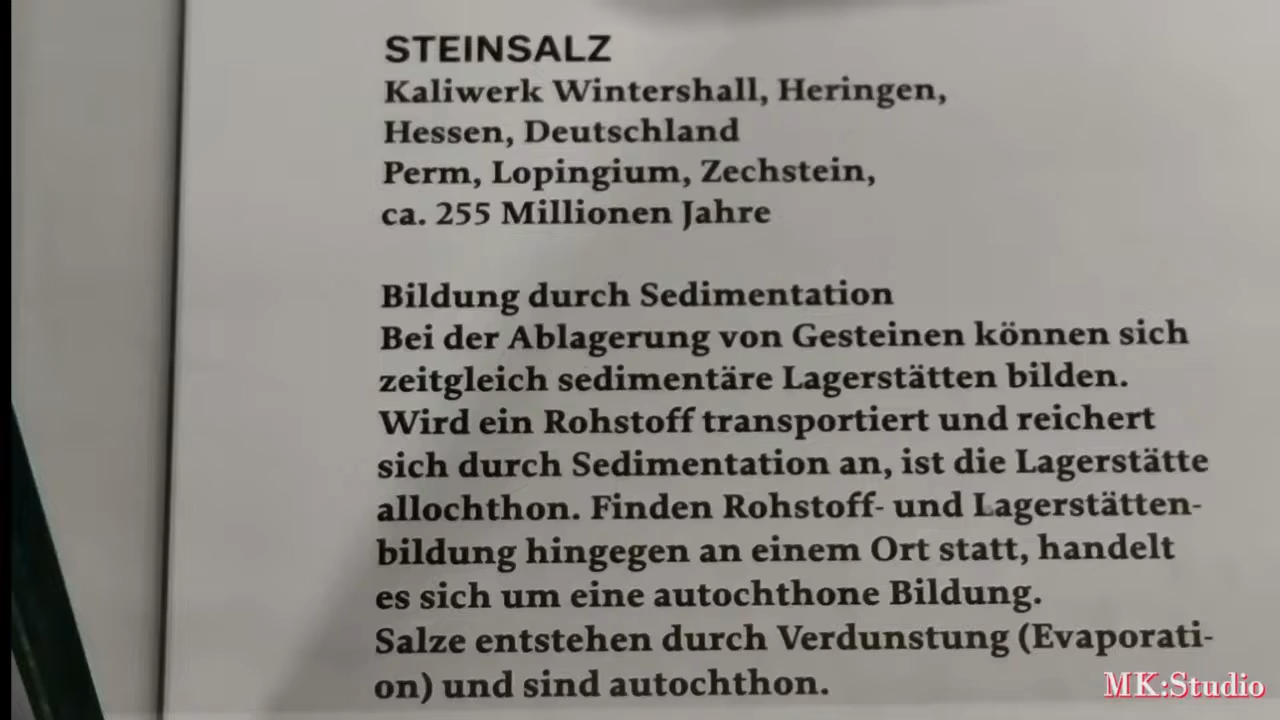 STEINSALZ
Kaliwerk Wintershall, Heringen,
Hessen, Deutschland
Perm, Lopingium, Zechstein,
ca. 255 Millionen Jahre
Bildung durch Sedimentation
Bei der Ablagerung von Gesteinen können sich
zeitgleich sedimentäre Lagerstätten bilden.
Wird ein Rohstoff transportiert und reichert
sich durch Sedimentation an, ist die Lagerstätte
allochthon. Finden Rohstoff- und Lagerstätten-
bildung hingegen an einem Ort statt, handelt
es sich um eine autochthone Bildung.
Salze entstehen durch Verdunstung (Evaporati-
on) und sind autochthon.
MK:Studio